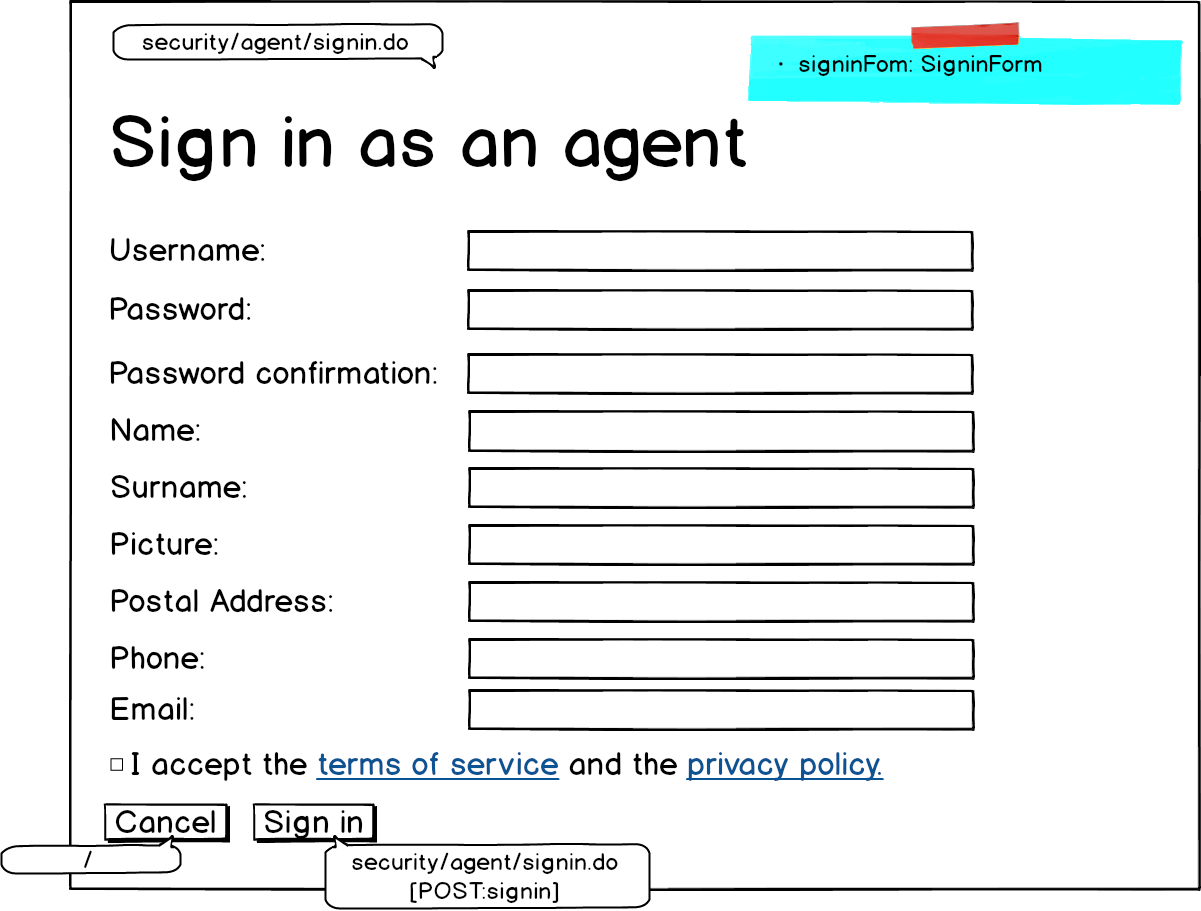 security/agent/signin.do
• signinFom: SigninForm
Sign in as an agent
Username:
Password:
Password confirmation:
Name:
Surname:
Picture:
Postal Address:
Phone:
Email:
I accept the terms of service and the privacy policy.
Cancel Sign in
/
security/agent/signin.do
[POST:signin]